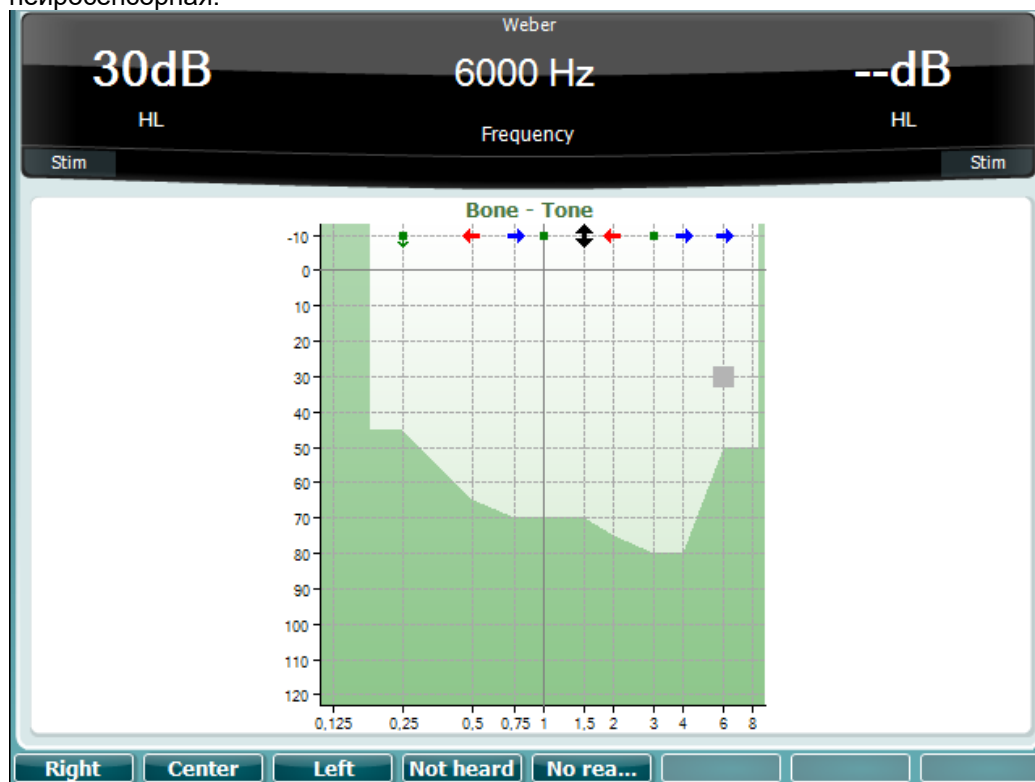 нейросенсорная.
Weber
30dB 6000 Hz --dB
HL HL
Frequency
Stim Stim
Bone - Tone
-10
0
10
20
30
40
50
60
70
80
90
100
110
120
0,125 0,25 0,5 0,75 1 1,5 2 3 4 6 8
Right Center Left Not heard No rea...